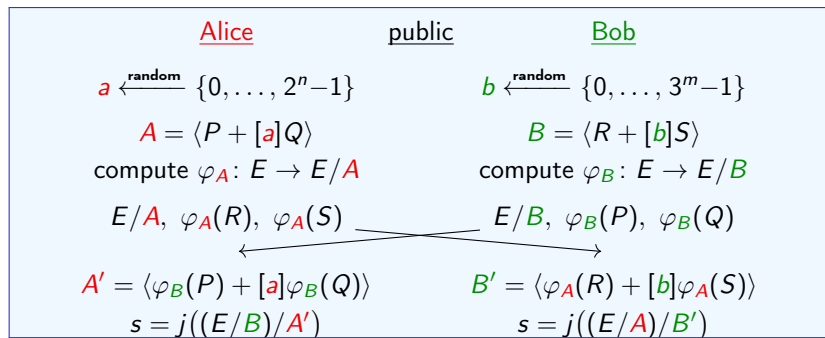 Alice public Bob
a ←random {0, . . . , 2ⁿ−1} b ←random {0, . . . , 3ᵐ−1}
A = ⟨P + [a]Q⟩ B = ⟨R + [b]S⟩
compute φ_A : E → E/A compute φ_B : E → E/B
E/A, φ_A(R), φ_A(S) E/B, φ_B(P), φ_B(Q)
A′ = ⟨φ_B(P) + [a]φ_B(Q)⟩ B′ = ⟨φ_A(R) + [b]φ_A(S)⟩
s = j((E/B)/A′) s = j((E/A)/B′)